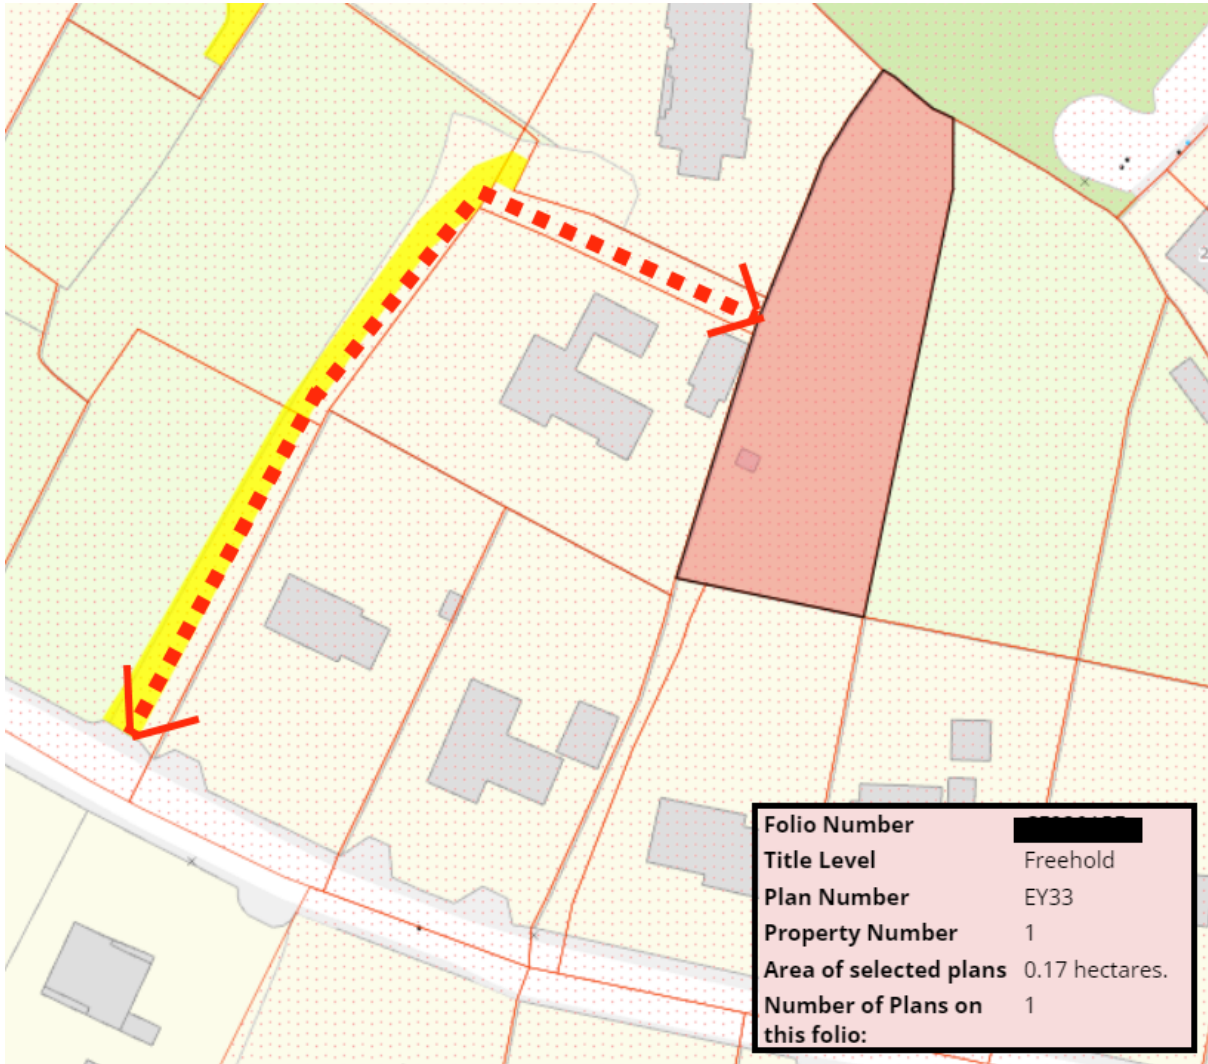 2
Folio Number
Title Level Freehold
Plan Number EY33
Property Number 1
Area of selected plans 0.17 hectares.
Number of Plans on 1
this folio: